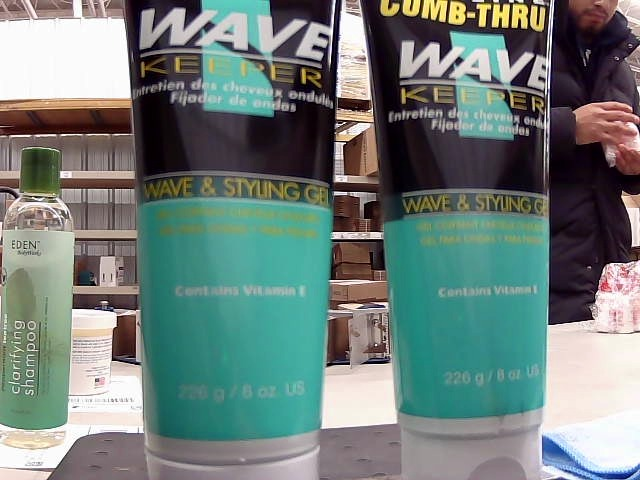 WAVE
KEEPER
Entretien des cheveux ondulés
Fijador de ondas
WAVE & STYLING GEL
Contains Vitamin E
226 g / 8 oz. US
COMB-THRU
WAVE
KEEPER
Entretien des cheveux ondulés
Fijador de ondas
WAVE & STYLING GE
Contains Vitamin E
226 g / 8 oz. US
EDEN
BodyWorks
clarifying
shampoo